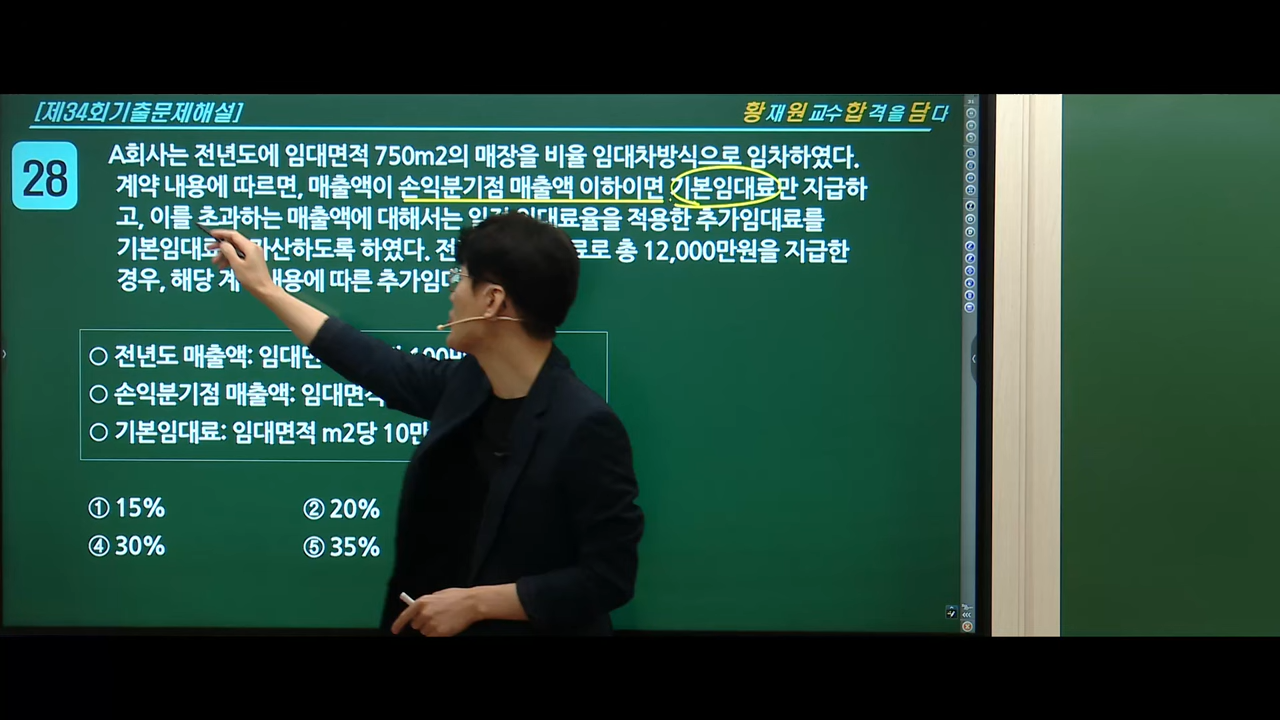 [제34회기출문제해설]
황재원 교수 합격을 담다
28
A회사는 전년도에 임대면적 750m2의 매장을 비율 임대차방식으로 임차하였다.
계약 내용에 따르면, 매출액이 손익분기점 매출액 이하이면 기본임대료만 지급하
고, 이를 초과하는 매출액에 대해서는 임대료율을 적용한 추가임대료를
기본임대료 가산하도록 하였다. 총 12,000만원을 지급한
경우, 해당 내용에 따른
○ 전년도 매출액:
○ 손익분기점 매출액: 임대면적
○ 기본임대료: 임대면적 m2당 10만
① 15% ② 20%
④ 30% ⑤ 35%